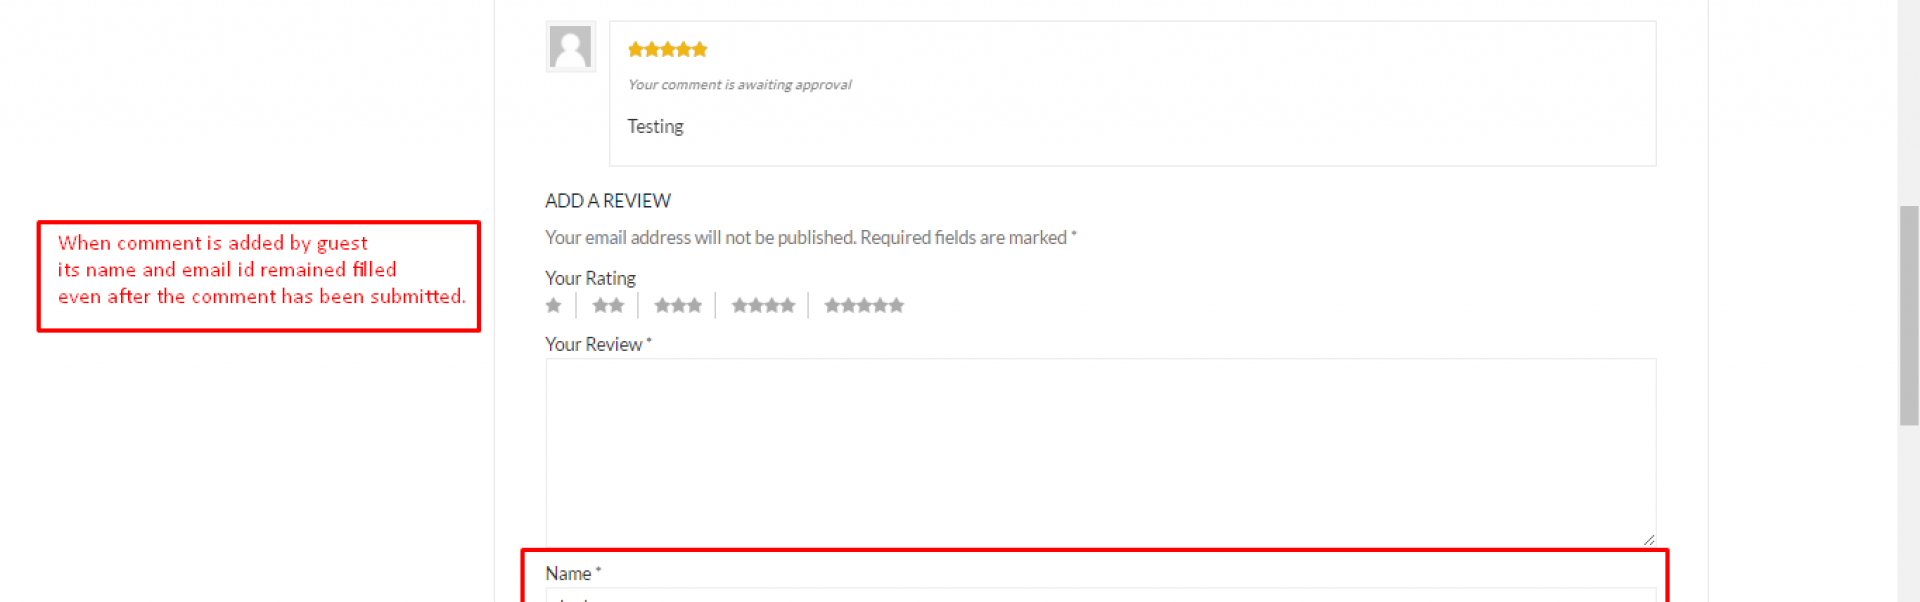 Your comment is awaiting approval
Testing
ADD A REVIEW
Your email address will not be published. Required fields are marked *
When comment is added by guest
its name and email id remained filled
even after the comment has been submitted.
Your Rating
Your Review *
Name *